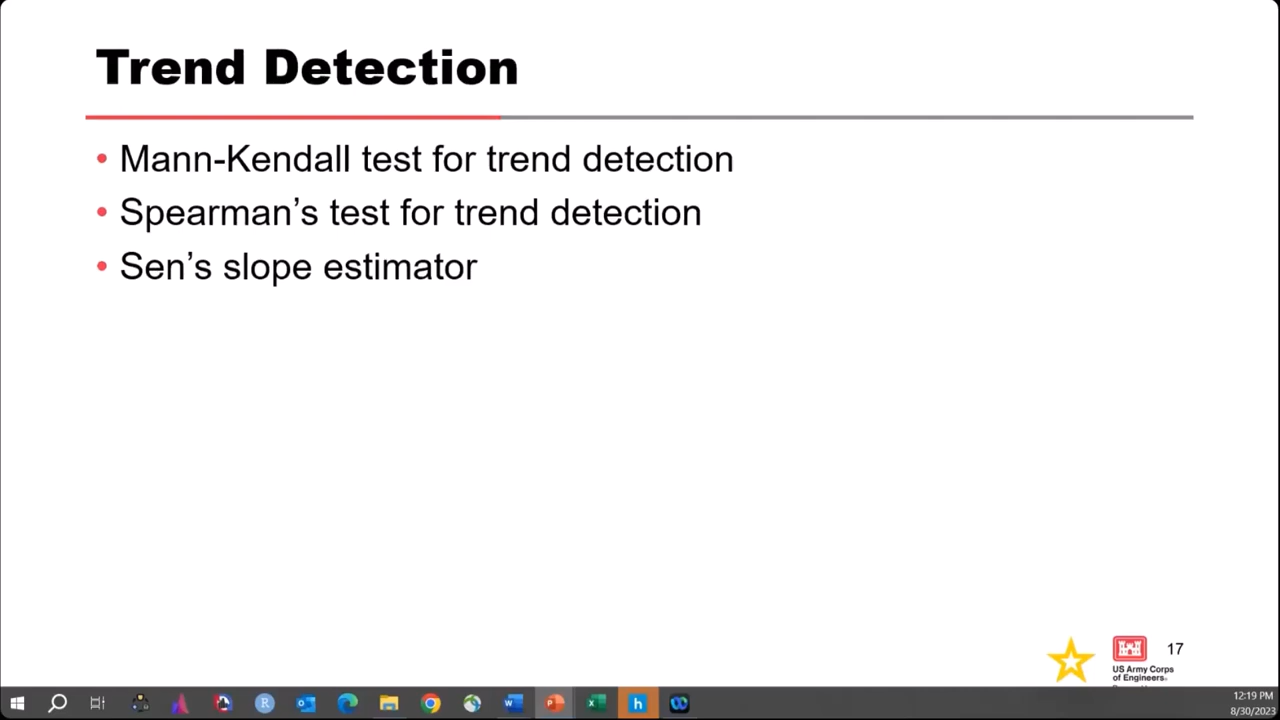 Trend Detection
• Mann-Kendall test for trend detection
• Spearman’s test for trend detection
• Sen’s slope estimator
17
US Army Corps
of Engineers®
12:19 PM
8/30/2023